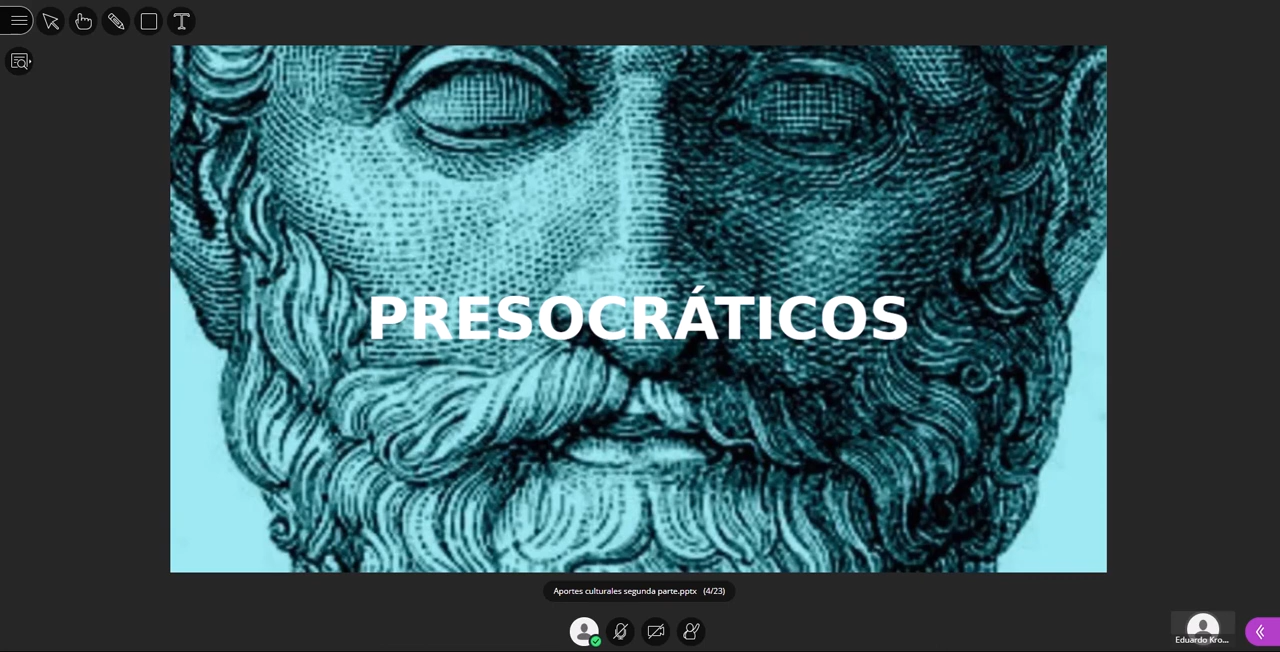 T
PRESOCRÁTICOS
Aportes culturales segunda parte.pptx (4/23)
Eduardo Kro...